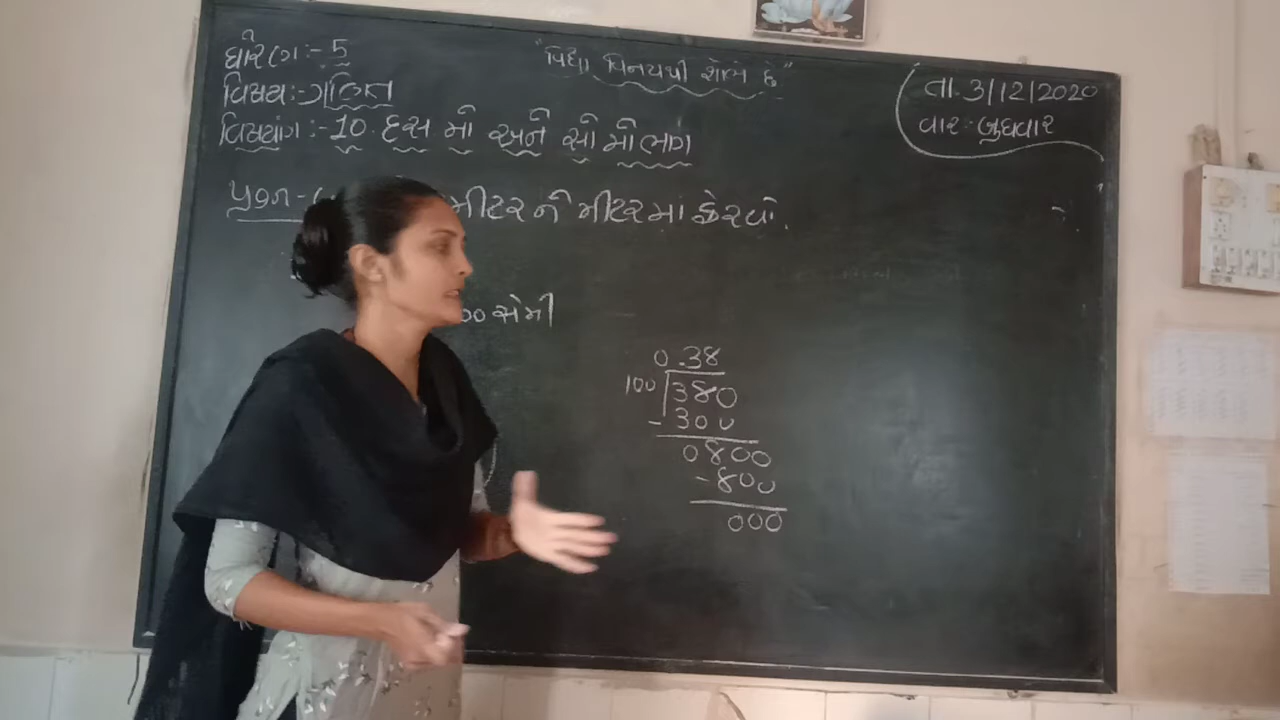 "વિદ્યા વિનયથી શોભે છે"
ધોરણ:- 5
વિષય:- ગણિત
વિષયાંગ:- 10. દસ મો અને સો મો ભાગ
તા. 3/12/2020
વાર:- બુધવાર
પ્રશ્ન- મીટર ને મીટરમાં ફેરવો.
00 સેમી
0.38
100 380
- 300
0800
- 800
000